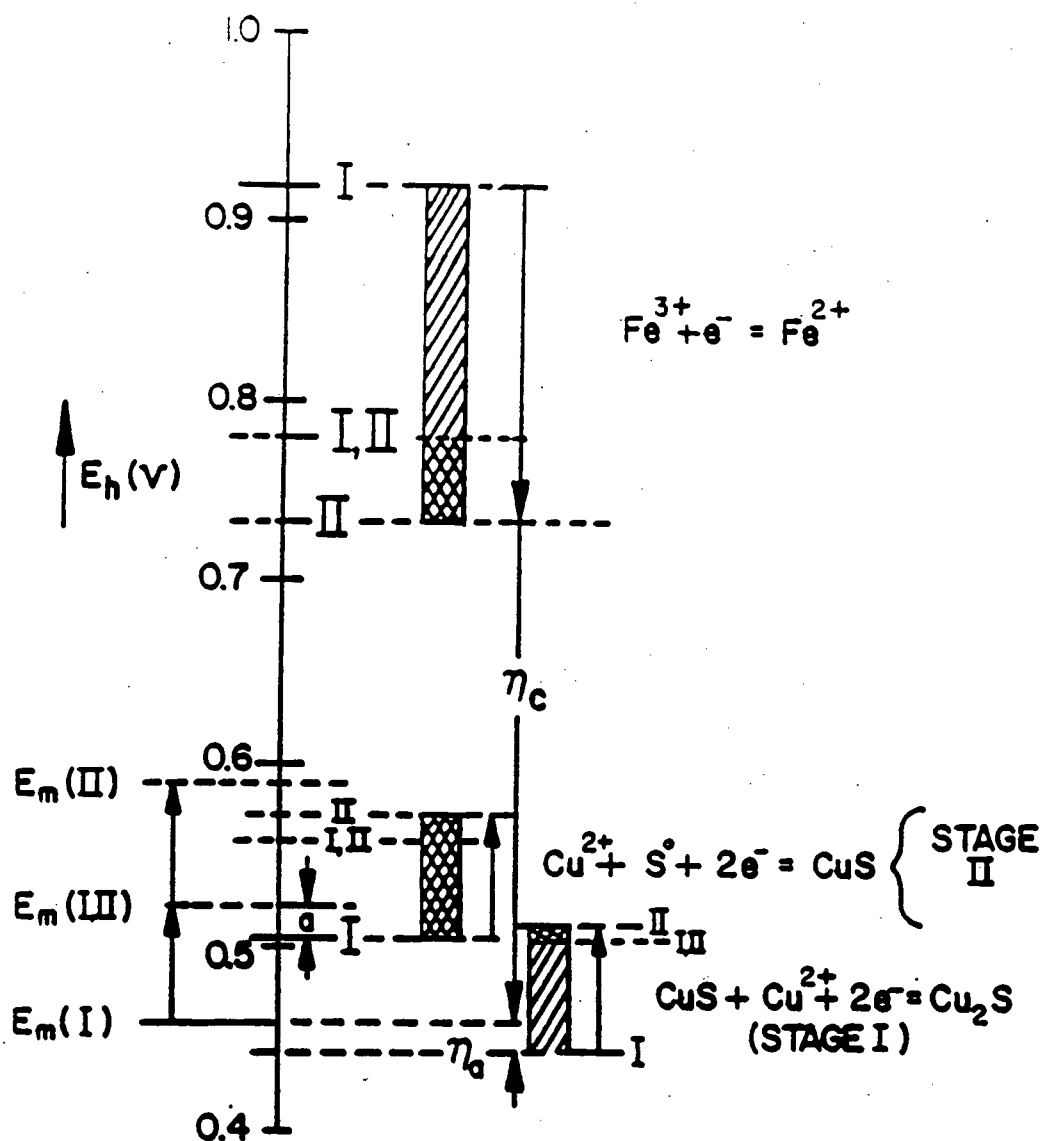 1.0
I
0.9
Fe³⁺ + e⁻ = Fe²⁺
0.8
I,II
E_h(v)
II
0.7
η_c
0.6
E_m(II)
II
I,II
Cu²⁺ + S° + 2e⁻ = CuS { STAGE II
E_m(I,II)
a
I
II
I,II
0.5
CuS + Cu²⁺ 2e⁻ = Cu₂S
(STAGE I)
E_m(I)
η_a
I
0.4